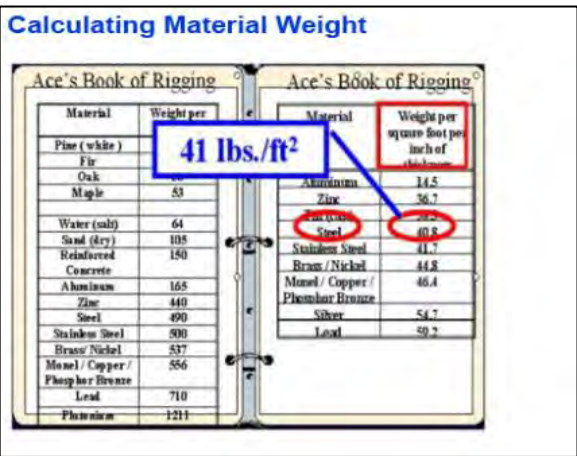 Calculating Material Weight
Ace's Book of Rigging
Material Weight per
Pine ( white )
Fir
Oak
Maple 53
Water (salt) 64
Sand (dry) 105
Reinforced 150
Concrete
Aluminum 165
Zinc 440
Steel 490
Stainless Steel 500
Brass/ Nickel 537
Monel / Copper / 556
Phosphor Bronze
Lead 710
Plutonium 1211
41 lbs./ft²
Ace's Book of Rigging
Material Weight per
square foot per
inch of
thickness
Aluminum 14.5
Zinc 36.7
Steel 40.8
Stainless Steel 41.7
Brass / Nickel 44.8
Monel / Copper / 46.4
Phosphor Bronze
Silver 54.7
Lead 59.2